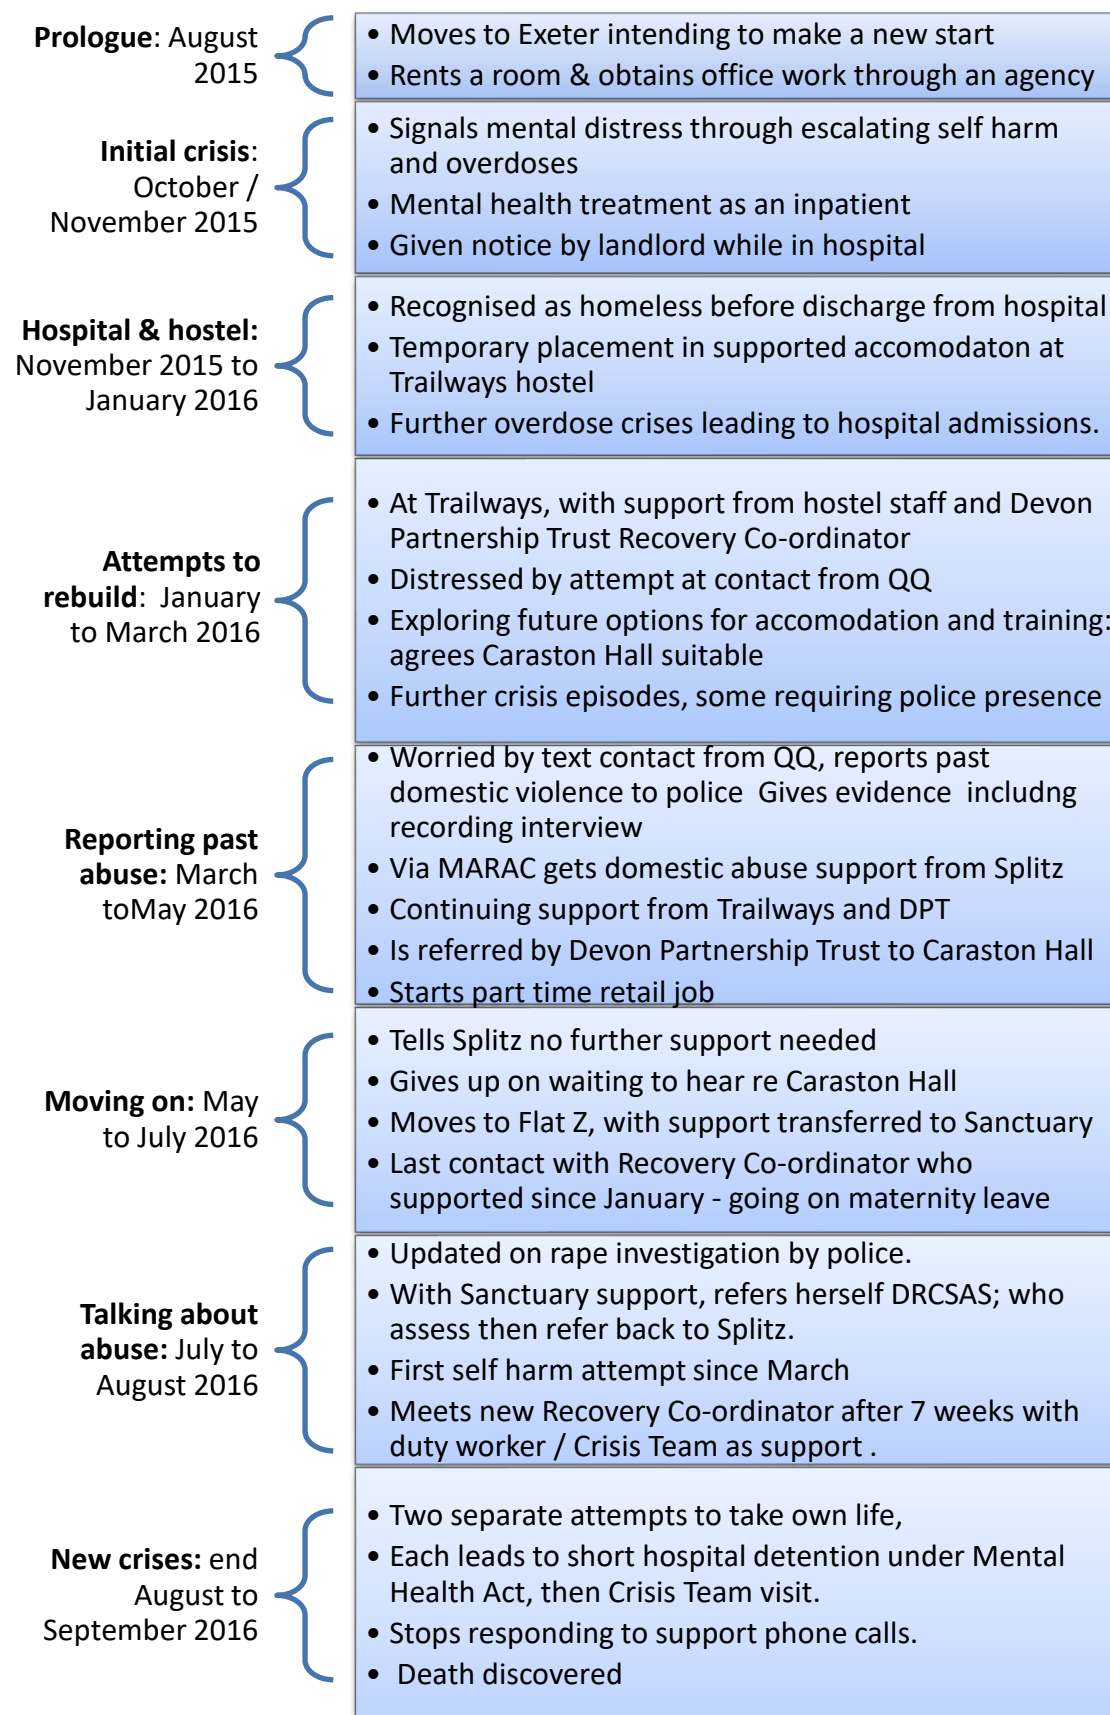 Prologue: August
2015
• Moves to Exeter intending to make a new start
• Rents a room & obtains office work through an agency
Initial crisis:
October /
November 2015
• Signals mental distress through escalating self harm
and overdoses
• Mental health treatment as an inpatient
• Given notice by landlord while in hospital
Hospital & hostel:
November 2015 to
January 2016
• Recognised as homeless before discharge from hospital
• Temporary placement in supported accomodaton at
Trailways hostel
• Further overdose crises leading to hospital admissions.
Attempts to
rebuild: January
to March 2016
• At Trailways, with support from hostel staff and Devon
Partnership Trust Recovery Co-ordinator
• Distressed by attempt at contact from QQ
• Exploring future options for accomodation and training:
agrees Caraston Hall suitable
• Further crisis episodes, some requiring police presence
Reporting past
abuse: March
toMay 2016
• Worried by text contact from QQ, reports past
domestic violence to police  Gives evidence  includng
recording interview
• Via MARAC gets domestic abuse support from Splitz
• Continuing support from Trailways and DPT
• Is referred by Devon Partnership Trust to Caraston Hall
• Starts part time retail job
Moving on: May
to July 2016
• Tells Splitz no further support needed
• Gives up on waiting to hear re Caraston Hall
• Moves to Flat Z, with support transferred to Sanctuary
• Last contact with Recovery Co-ordinator who
supported since January - going on maternity leave
Talking about
abuse: July to
August 2016
• Updated on rape investigation by police.
• With Sanctuary support, refers herself DRCSAS; who
assess then refer back to Splitz.
• First self harm attempt since March
• Meets new Recovery Co-ordinator after 7 weeks with
duty worker / Crisis Team as support .
New crises: end
August to
September 2016
• Two separate attempts to take own life,
• Each leads to short hospital detention under Mental
Health Act, then Crisis Team visit.
• Stops responding to support phone calls.
• Death discovered